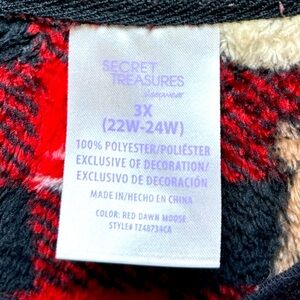 SECRET
TREASURES
sleepwear
3X
(22W-24W)
100% POLYESTER/POLIÉSTER
EXCLUSIVE OF DECORATION/
EXCLUSIVO DE DECORACIÓN
MADE IN/HECHO EN CHINA
COLOR: RED DAWN MOOSE
STYLE# TZ48734CA